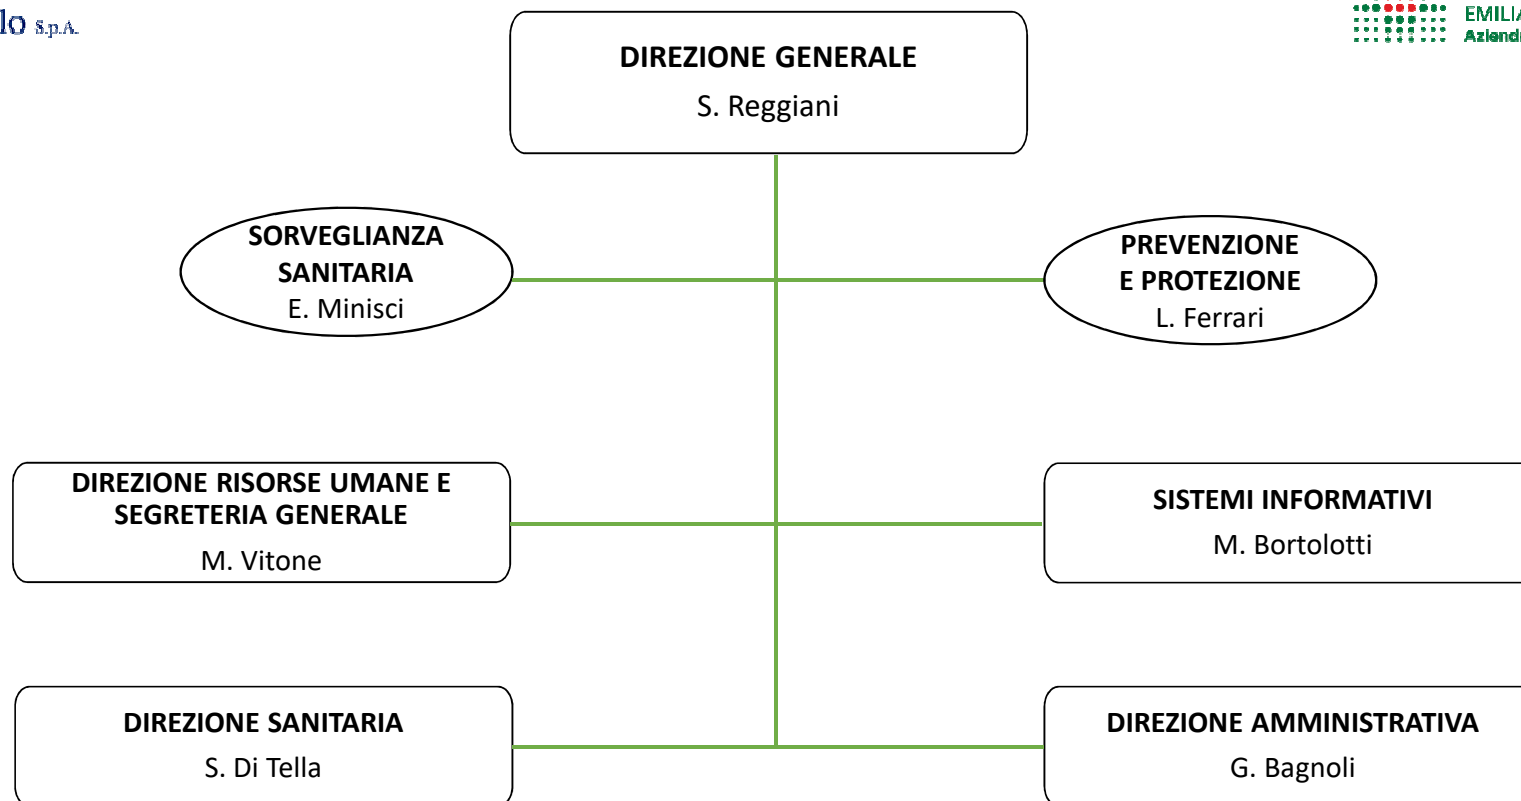 S.p.A.
EMILIA
DIREZIONE GENERALE
S. Reggiani
SORVEGLIANZA
SANITARIA
E. Minisci
PREVENZIONE
E PROTEZIONE
L. Ferrari
DIREZIONE RISORSE UMANE E
SEGRETERIA GENERALE
M. Vitone
SISTEMI INFORMATIVI
M. Bortolotti
DIREZIONE SANITARIA
S. Di Tella
DIREZIONE AMMINISTRATIVA
G. Bagnoli